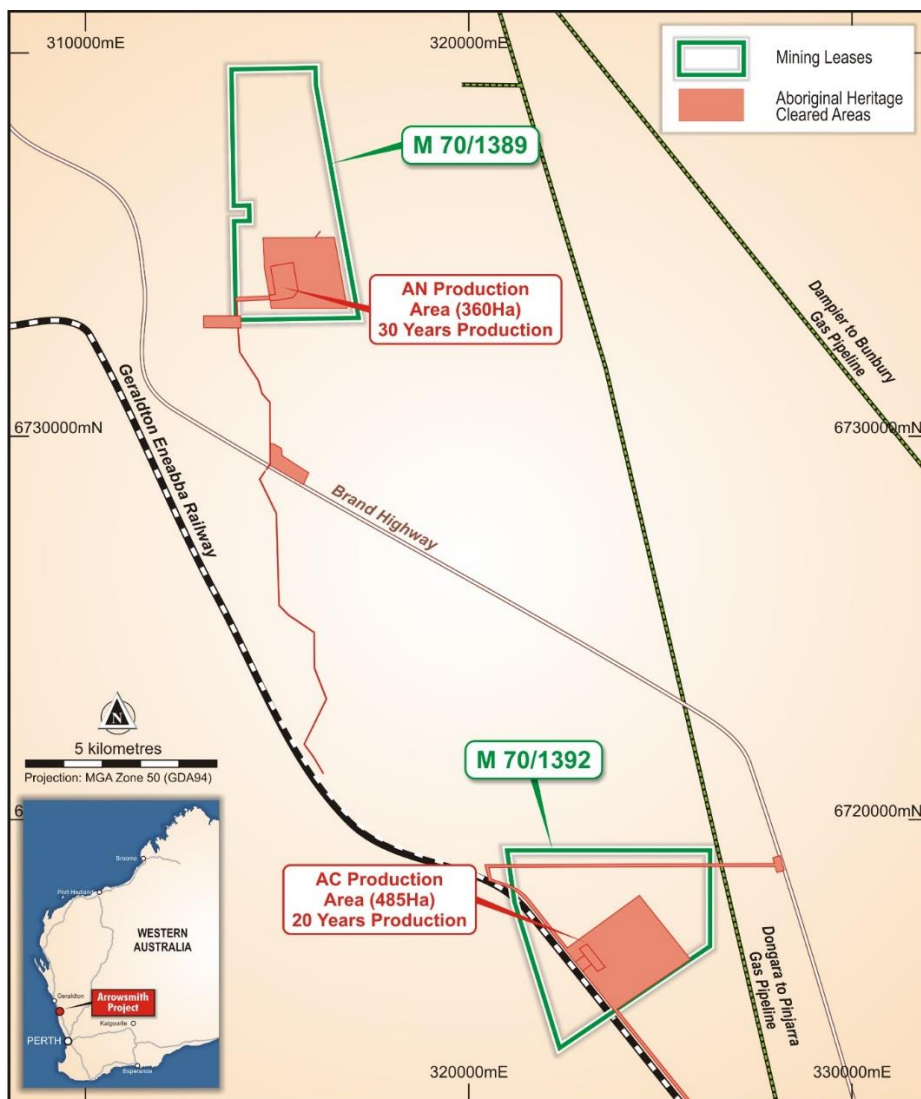 310000mE
320000mE
Mining Leases
Aboriginal Heritage
Cleared Areas
M 70/1389
AN Production
Area (360Ha)
30 Years Production
Dampier to Bunbury
Gas Pipeline
Geraldton Eneabba
Railway
6730000mN
6730000mN
Brand Highway
N
5 kilometres
Projection: MGA Zone 50 (GDA94)
M 70/1392
6720000mN
AC Production
Area (485Ha)
20 Years Production
Dongara to Pinjarra
Gas Pipeline
Broome
Port Hedland
WESTERN
AUSTRALIA
Geraldton
Arrowsmith
Project
Kalgoorlie
PERTH
Esperance
320000mE
330000mE